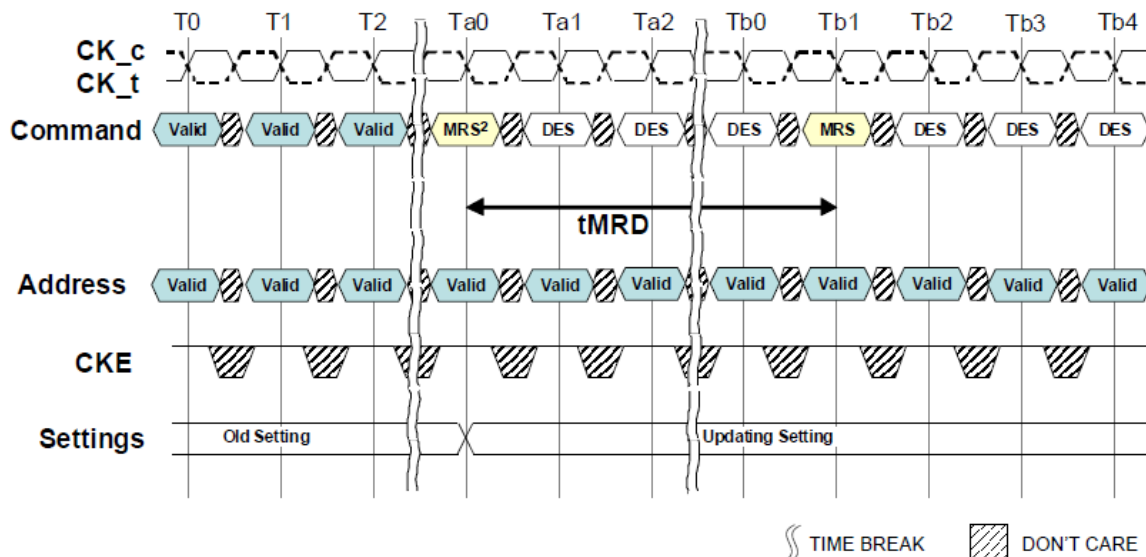 T0 T1 T2 Ta0 Ta1 Ta2 Tb0 Tb1 Tb2 Tb3 Tb4
CK_c
CK_t
Command Valid Valid Valid MRS² DES DES DES MRS DES DES DES
tMRD
Address Valid Valid Valid Valid Valid Valid Valid Valid Valid Valid Valid
CKE
Settings Old Setting Updating Setting
TIME BREAK DON'T CARE